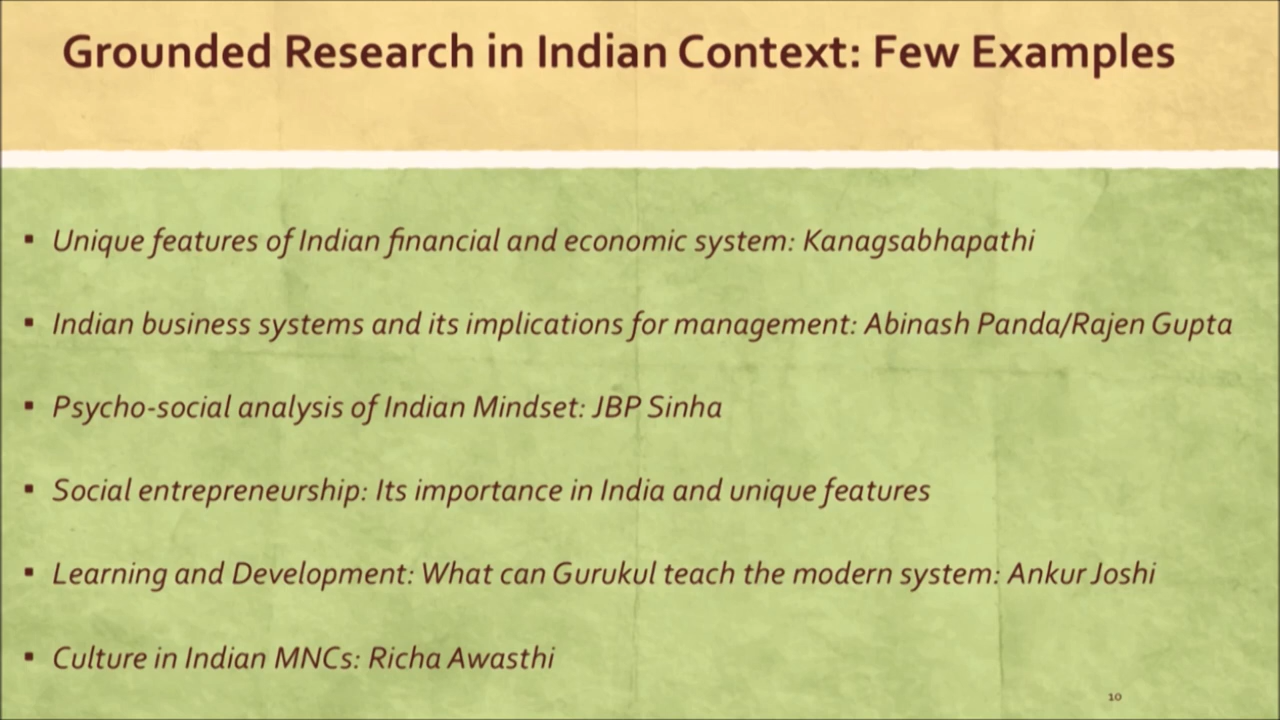 Grounded Research in Indian Context: Few Examples
▪ Unique features of Indian financial and economic system: Kanagsabhapathi
▪ Indian business systems and its implications for management: Abinash Panda/Rajen Gupta
▪ Psycho-social analysis of Indian Mindset: JBP Sinha
▪ Social entrepreneurship: Its importance in India and unique features
▪ Learning and Development: What can Gurukul teach the modern system: Ankur Joshi
▪ Culture in Indian MNCs: Richa Awasthi
10